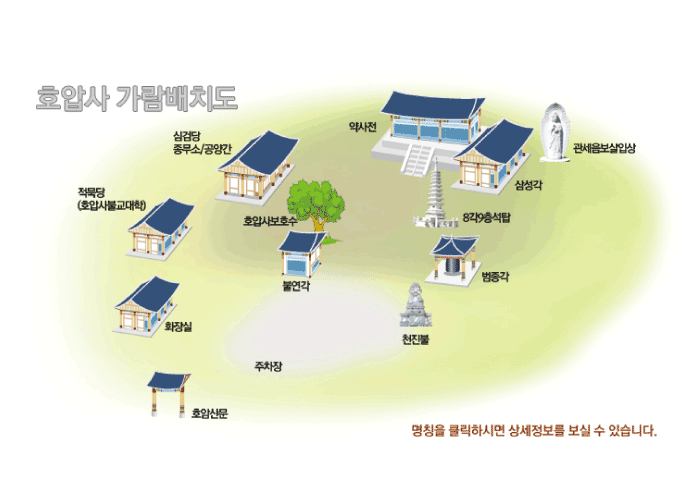 호압사 가람배치도
약사전
심검당
종무소/공양간
관세음보살입상
삼성각
적묵당
(호압사불교대학)
호압사보호수
8각9층석탑
불연각
범종각
화장실
천진불
주차장
호암산문
명칭을 클릭하시면 상세정보를 보실 수 있습니다.